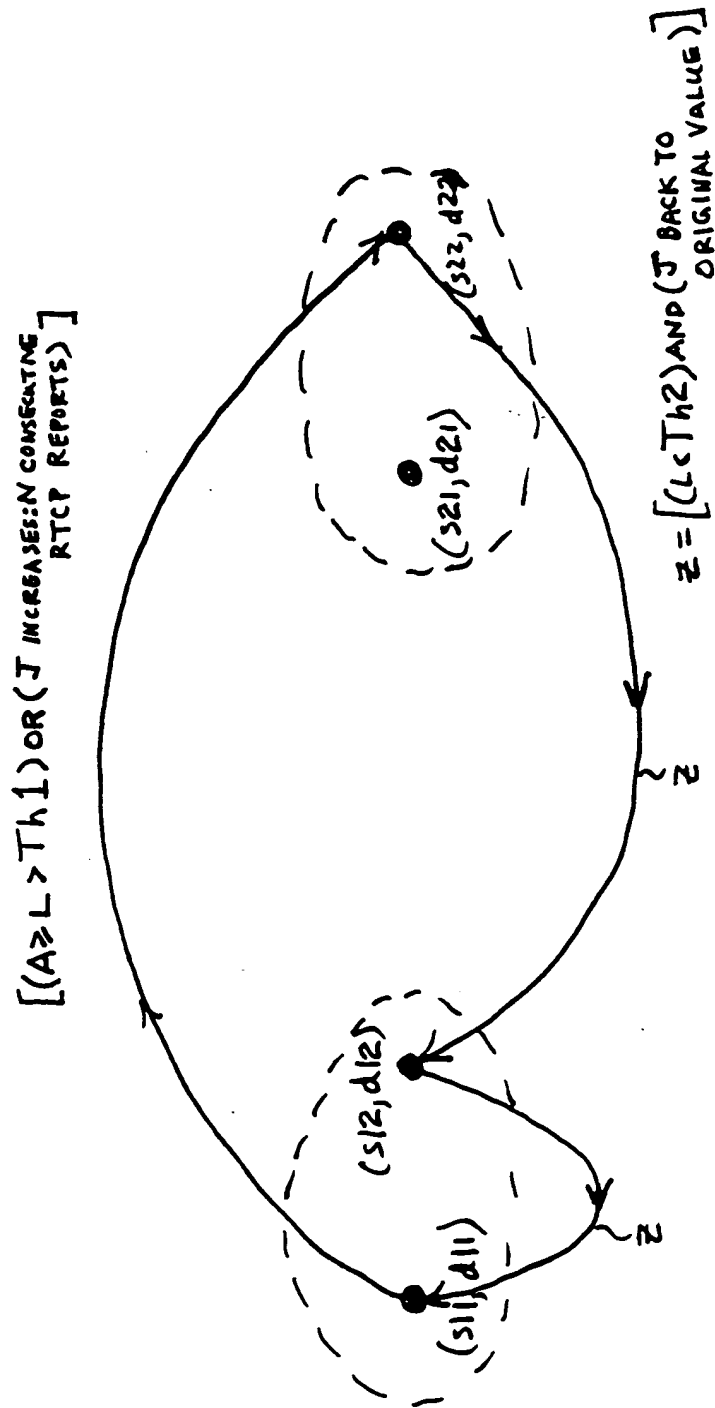 [(A≥L>Th1)OR(J INCREASES:N CONSECUTIVE
RTCP REPORTS)]
(s11, d11)
(s12, d12)
(s21, d21)
(s22, d22)
z
z
z=[(L<Th2)AND(J BACK TO
ORIGINAL VALUE)]